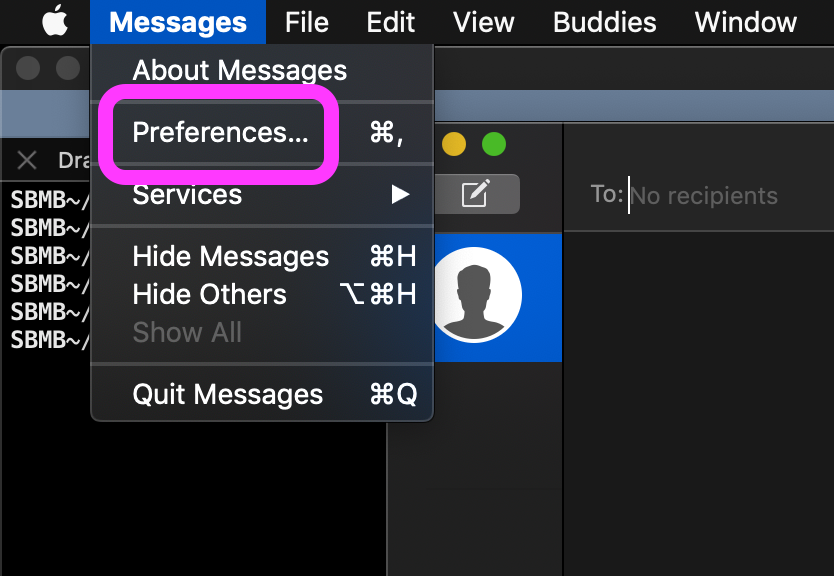 Messages File Edit View Buddies Window
About Messages
Preferences... ⌘,
Services ▶
Hide Messages ⌘H
Hide Others ⌥⌘H
Show All
Quit Messages ⌘Q
SBMB~/
SBMB~/
SBMB~/
SBMB~/
SBMB~/
SBMB~/
To: No recipients